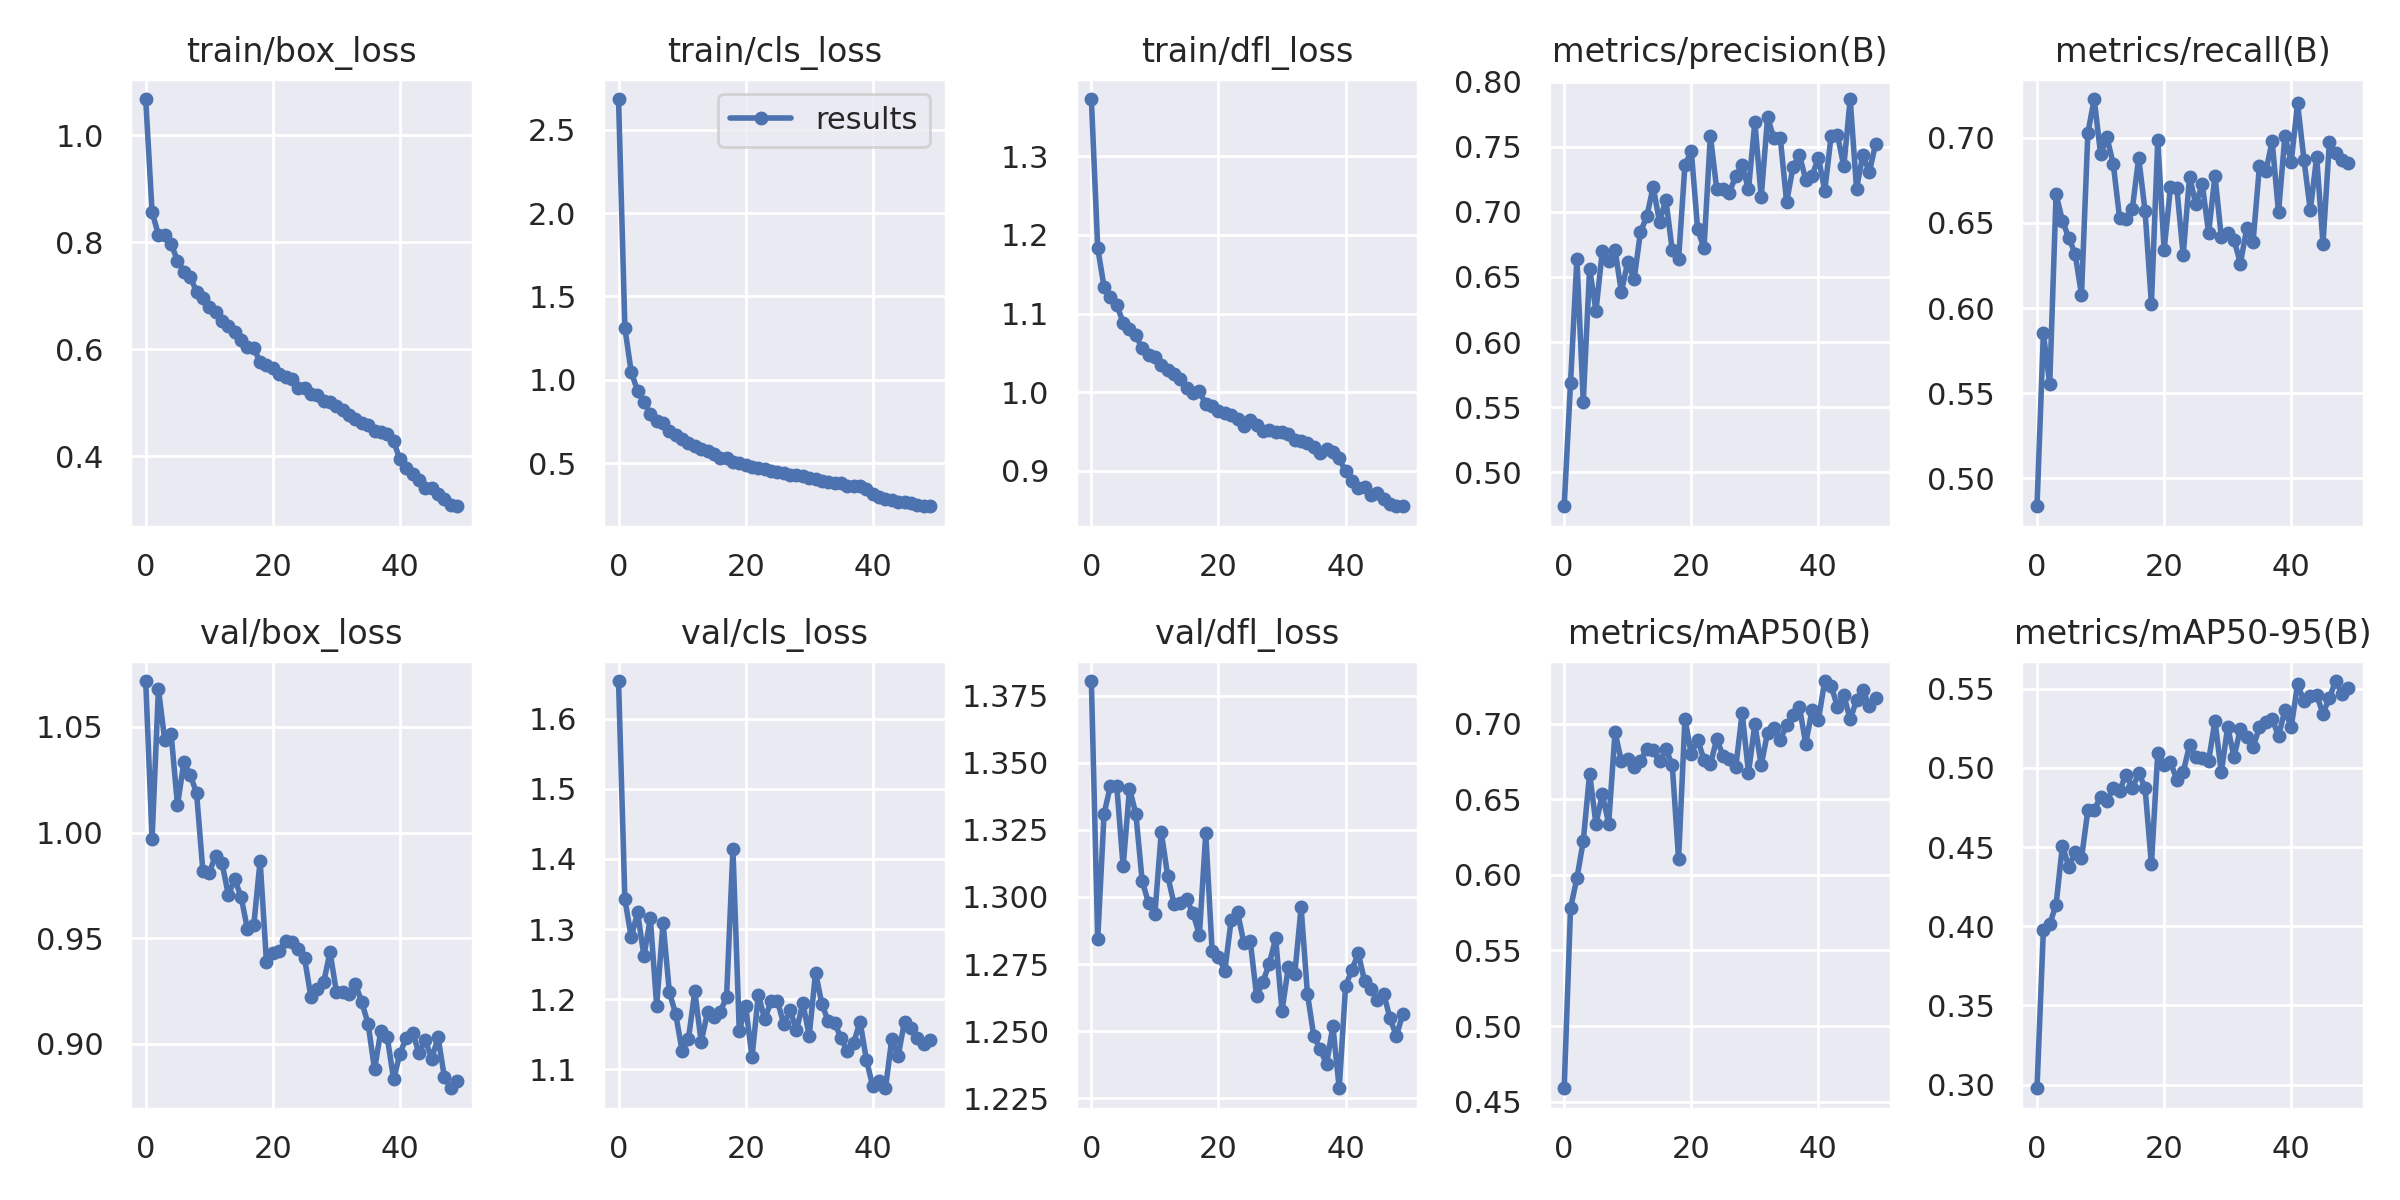 train/box_loss
1.0
0.8
0.6
0.4
0 20 40
train/cls_loss
results
2.5
2.0
1.5
1.0
0.5
0 20 40
train/dfl_loss
1.3
1.2
1.1
1.0
0.9
0 20 40
metrics/precision(B)
0.80
0.75
0.70
0.65
0.60
0.55
0.50
0 20 40
metrics/recall(B)
0.70
0.65
0.60
0.55
0.50
0 20 40
val/box_loss
1.05
1.00
0.95
0.90
0 20 40
val/cls_loss
1.6
1.5
1.4
1.3
1.2
1.1
0 20 40
val/dfl_loss
1.375
1.350
1.325
1.300
1.275
1.250
1.225
0 20 40
metrics/mAP50(B)
0.70
0.65
0.60
0.55
0.50
0.45
0 20 40
metrics/mAP50-95(B)
0.55
0.50
0.45
0.40
0.35
0.30
0 20 40